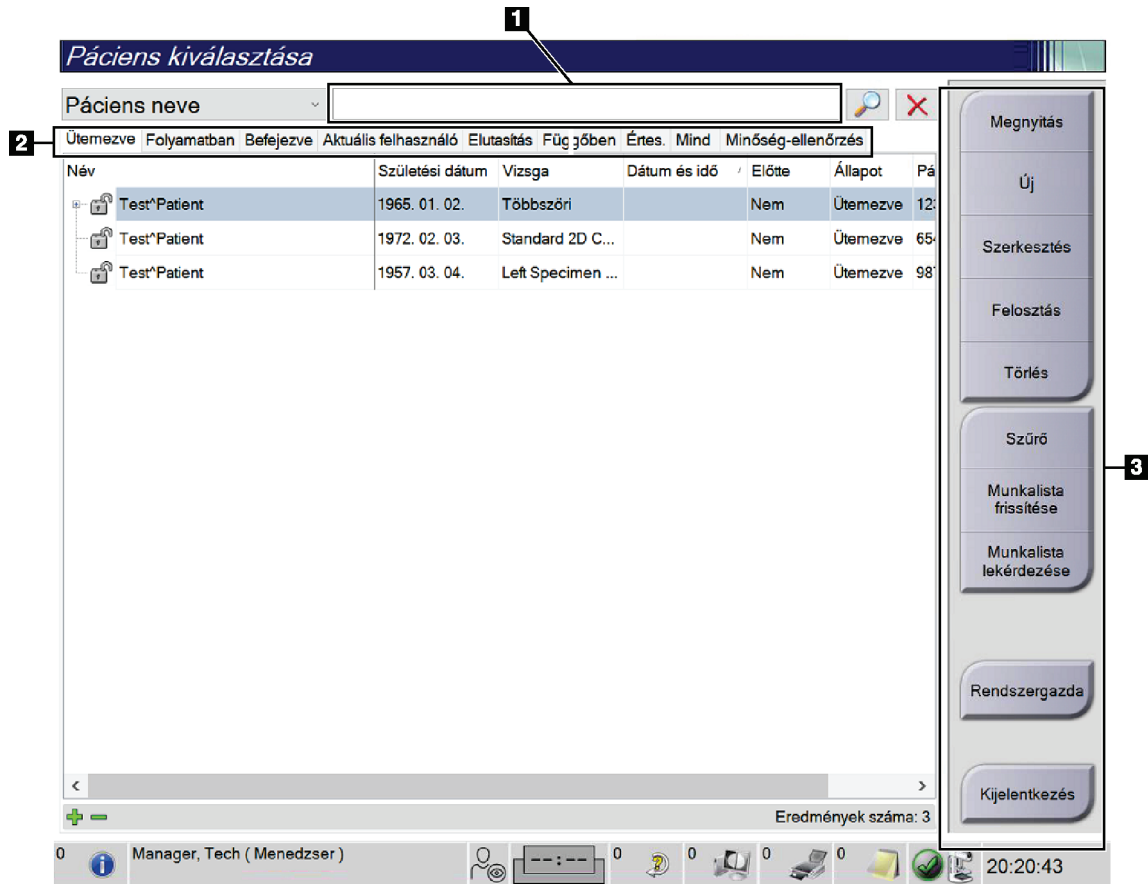 1
Páciens kiválasztása
Páciens neve
2
Ütemezve Folyamatban Befejezve Aktuális felhasználó Elutasítás Függőben Értes. Mind Minőség-ellenőrzés
Név Születési dátum Vizsga Dátum és idő Előtte Állapot Pá
Test^Patient 1965. 01. 02. Többszöri Nem Ütemezve 12
Test^Patient 1972. 02. 03. Standard 2D C... Nem Ütemezve 65
Test^Patient 1957. 03. 04. Left Specimen ... Nem Ütemezve 98
Megnyitás
Új
Szerkesztés
Felosztás
Törlés
Szűrő
3
Munkalista
frissítése
Munkalista
lekérdezése
Rendszergazda
Kijelentkezés
Eredmények száma: 3
0 Manager, Tech ( Menedzser ) --:-- 0 0 0 0 20:20:43